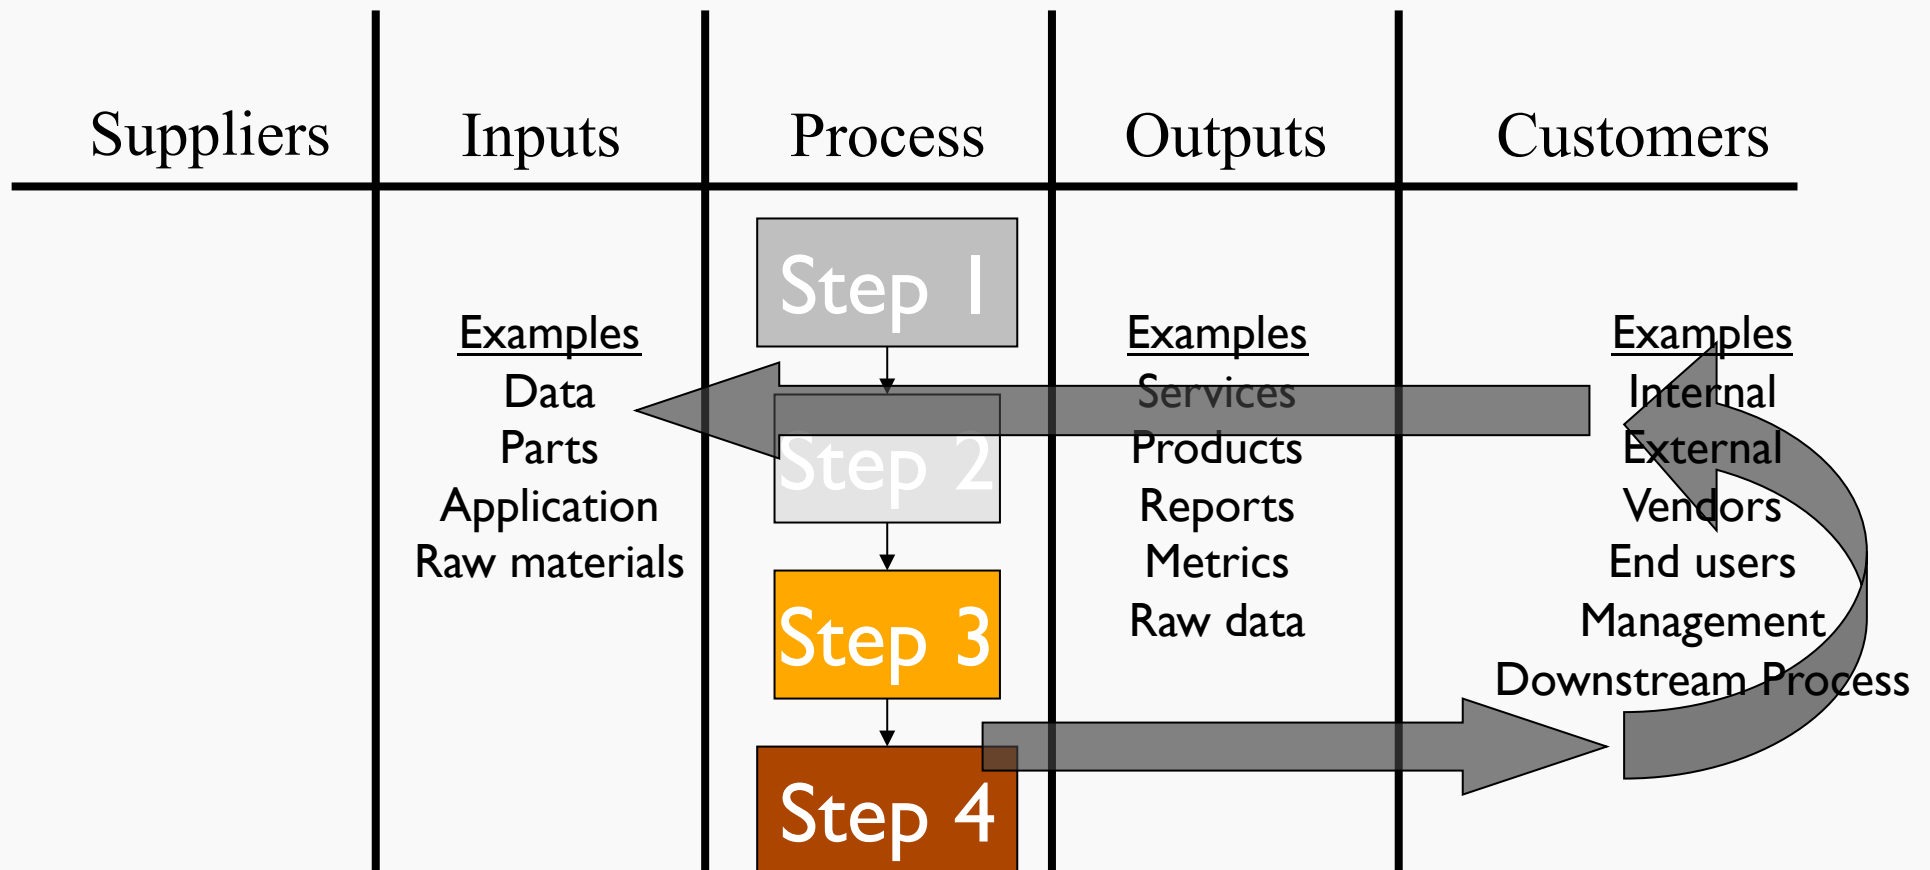 Suppliers
Inputs
Process
Outputs
Customers
Examples
Data
Parts
Application
Raw materials
Step 1
Step 2
Step 3
Step 4
Examples
Services
Products
Reports
Metrics
Raw data
Examples
Internal
External
Vendors
End users
Management
Downstream Process